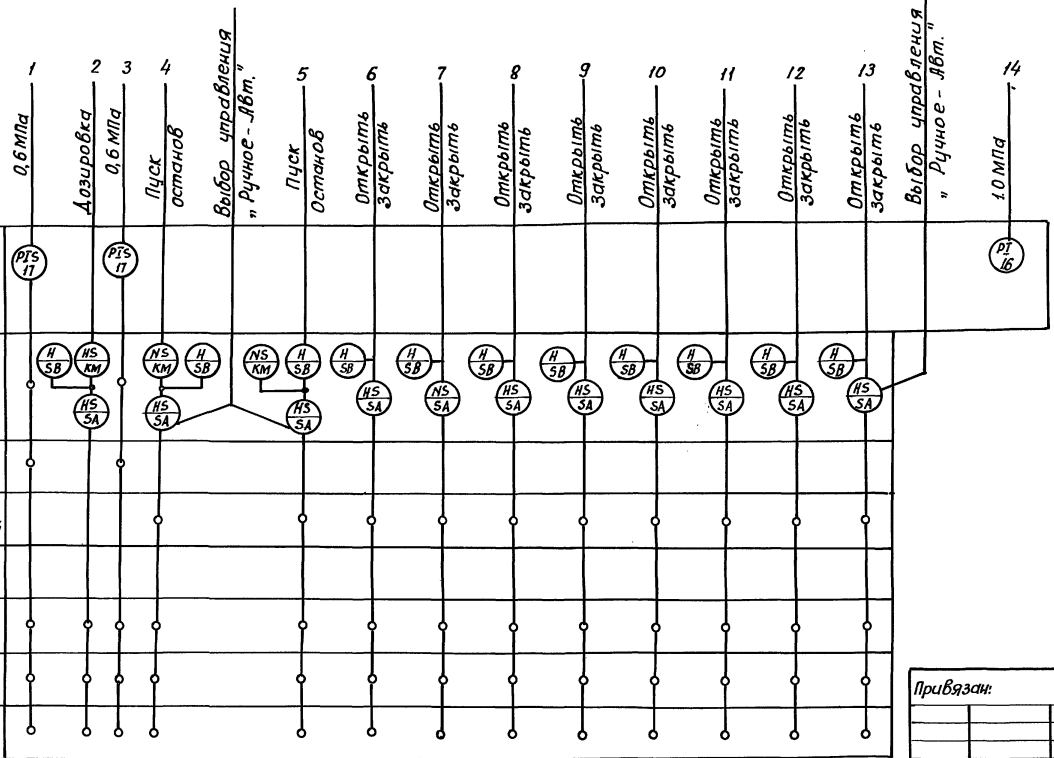 1
2
3
4
5
6
7
8
9
10
11
12
13
14
0,6 МПа
Дозировка
0,6 МПа
Пуск
останов
Выбор управления
„Ручное - Авт."
Пуск
Останов
Открыть
Закрыть
Открыть
Закрыть
Открыть
Закрыть
Открыть
Закрыть
Открыть
Закрыть
Открыть
Закрыть
Открыть
Закрыть
Открыть
Закрыть
Выбор управления
„Ручное - Авт."
1.0 МПа
PIS
17
PIS
17
PI
16
H
SB
HS
KM
NS
KM
H
SB
NS
KM
H
SB
H
SB
H
SB
H
SB
H
SB
H
SB
H
SB
H
SB
H
SB
HS
SA
HS
SA
HS
SA
HS
SA
NS
SA
HS
SA
HS
SA
HS
SA
HS
SA
HS
SA
HS
SA
Привязан: